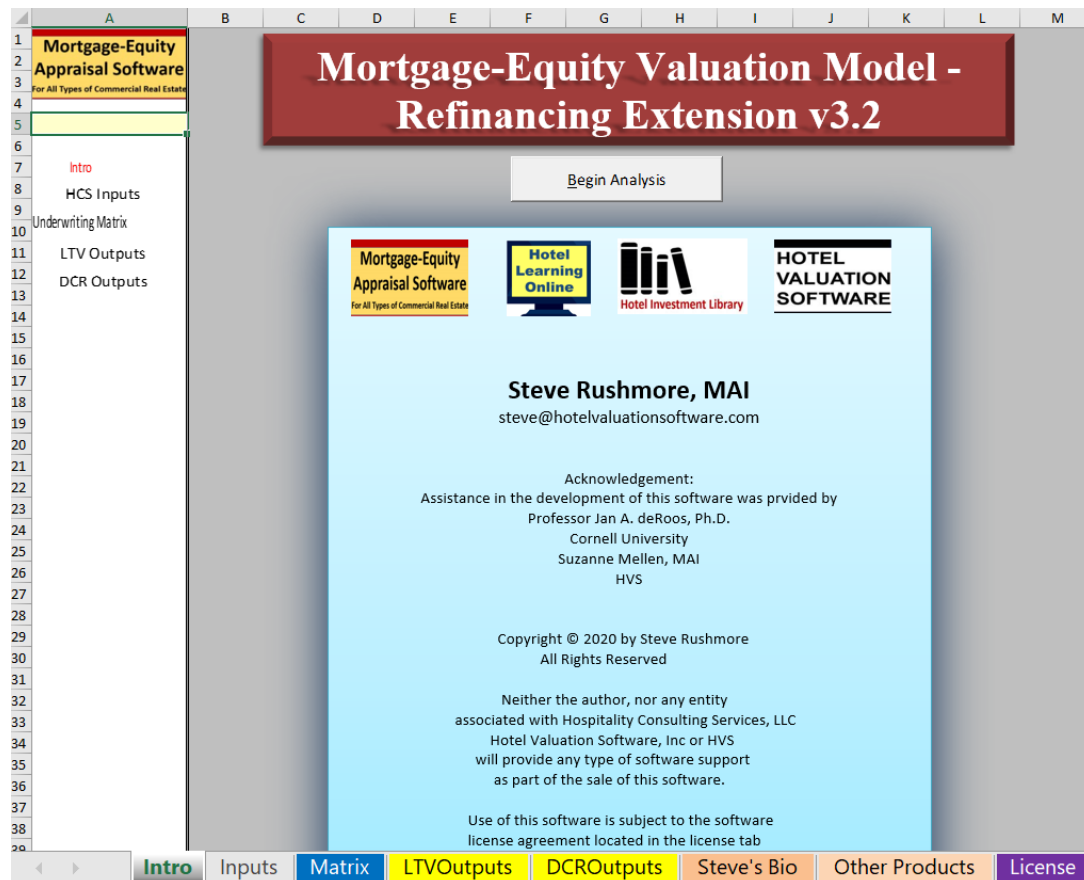 A B C D E F G H I J K L M
1
2
3
4
5
6
7
8
9
10
11
12
13
14
15
16
17
18
19
20
21
22
23
24
25
26
27
28
29
30
31
32
33
34
35
36
37
38
39
Mortgage-Equity
Appraisal Software
For All Types of Commercial Real Estate
Intro
HCS Inputs
Underwriting Matrix
LTV Outputs
DCR Outputs
Mortgage-Equity Valuation Model -
Refinancing Extension v3.2
Begin Analysis
Mortgage-Equity
Appraisal Software
For All Types of Commercial Real Estate
Hotel
Learning
Online
Hotel Investment Library
HOTEL
VALUATION
SOFTWARE
Steve Rushmore, MAI
steve@hotelvaluationsoftware.com
Acknowledgement:
Assistance in the development of this software was prvided by
Professor Jan A. deRoos, Ph.D.
Cornell University
Suzanne Mellen, MAI
HVS
Copyright © 2020 by Steve Rushmore
All Rights Reserved
Neither the author, nor any entity
associated with Hospitality Consulting Services, LLC
Hotel Valuation Software, Inc or HVS
will provide any type of software support
as part of the sale of this software.
Use of this software is subject to the software
license agreement located in the license tab
Intro Inputs Matrix LTVOutputs DCROutputs Steve's Bio Other Products License